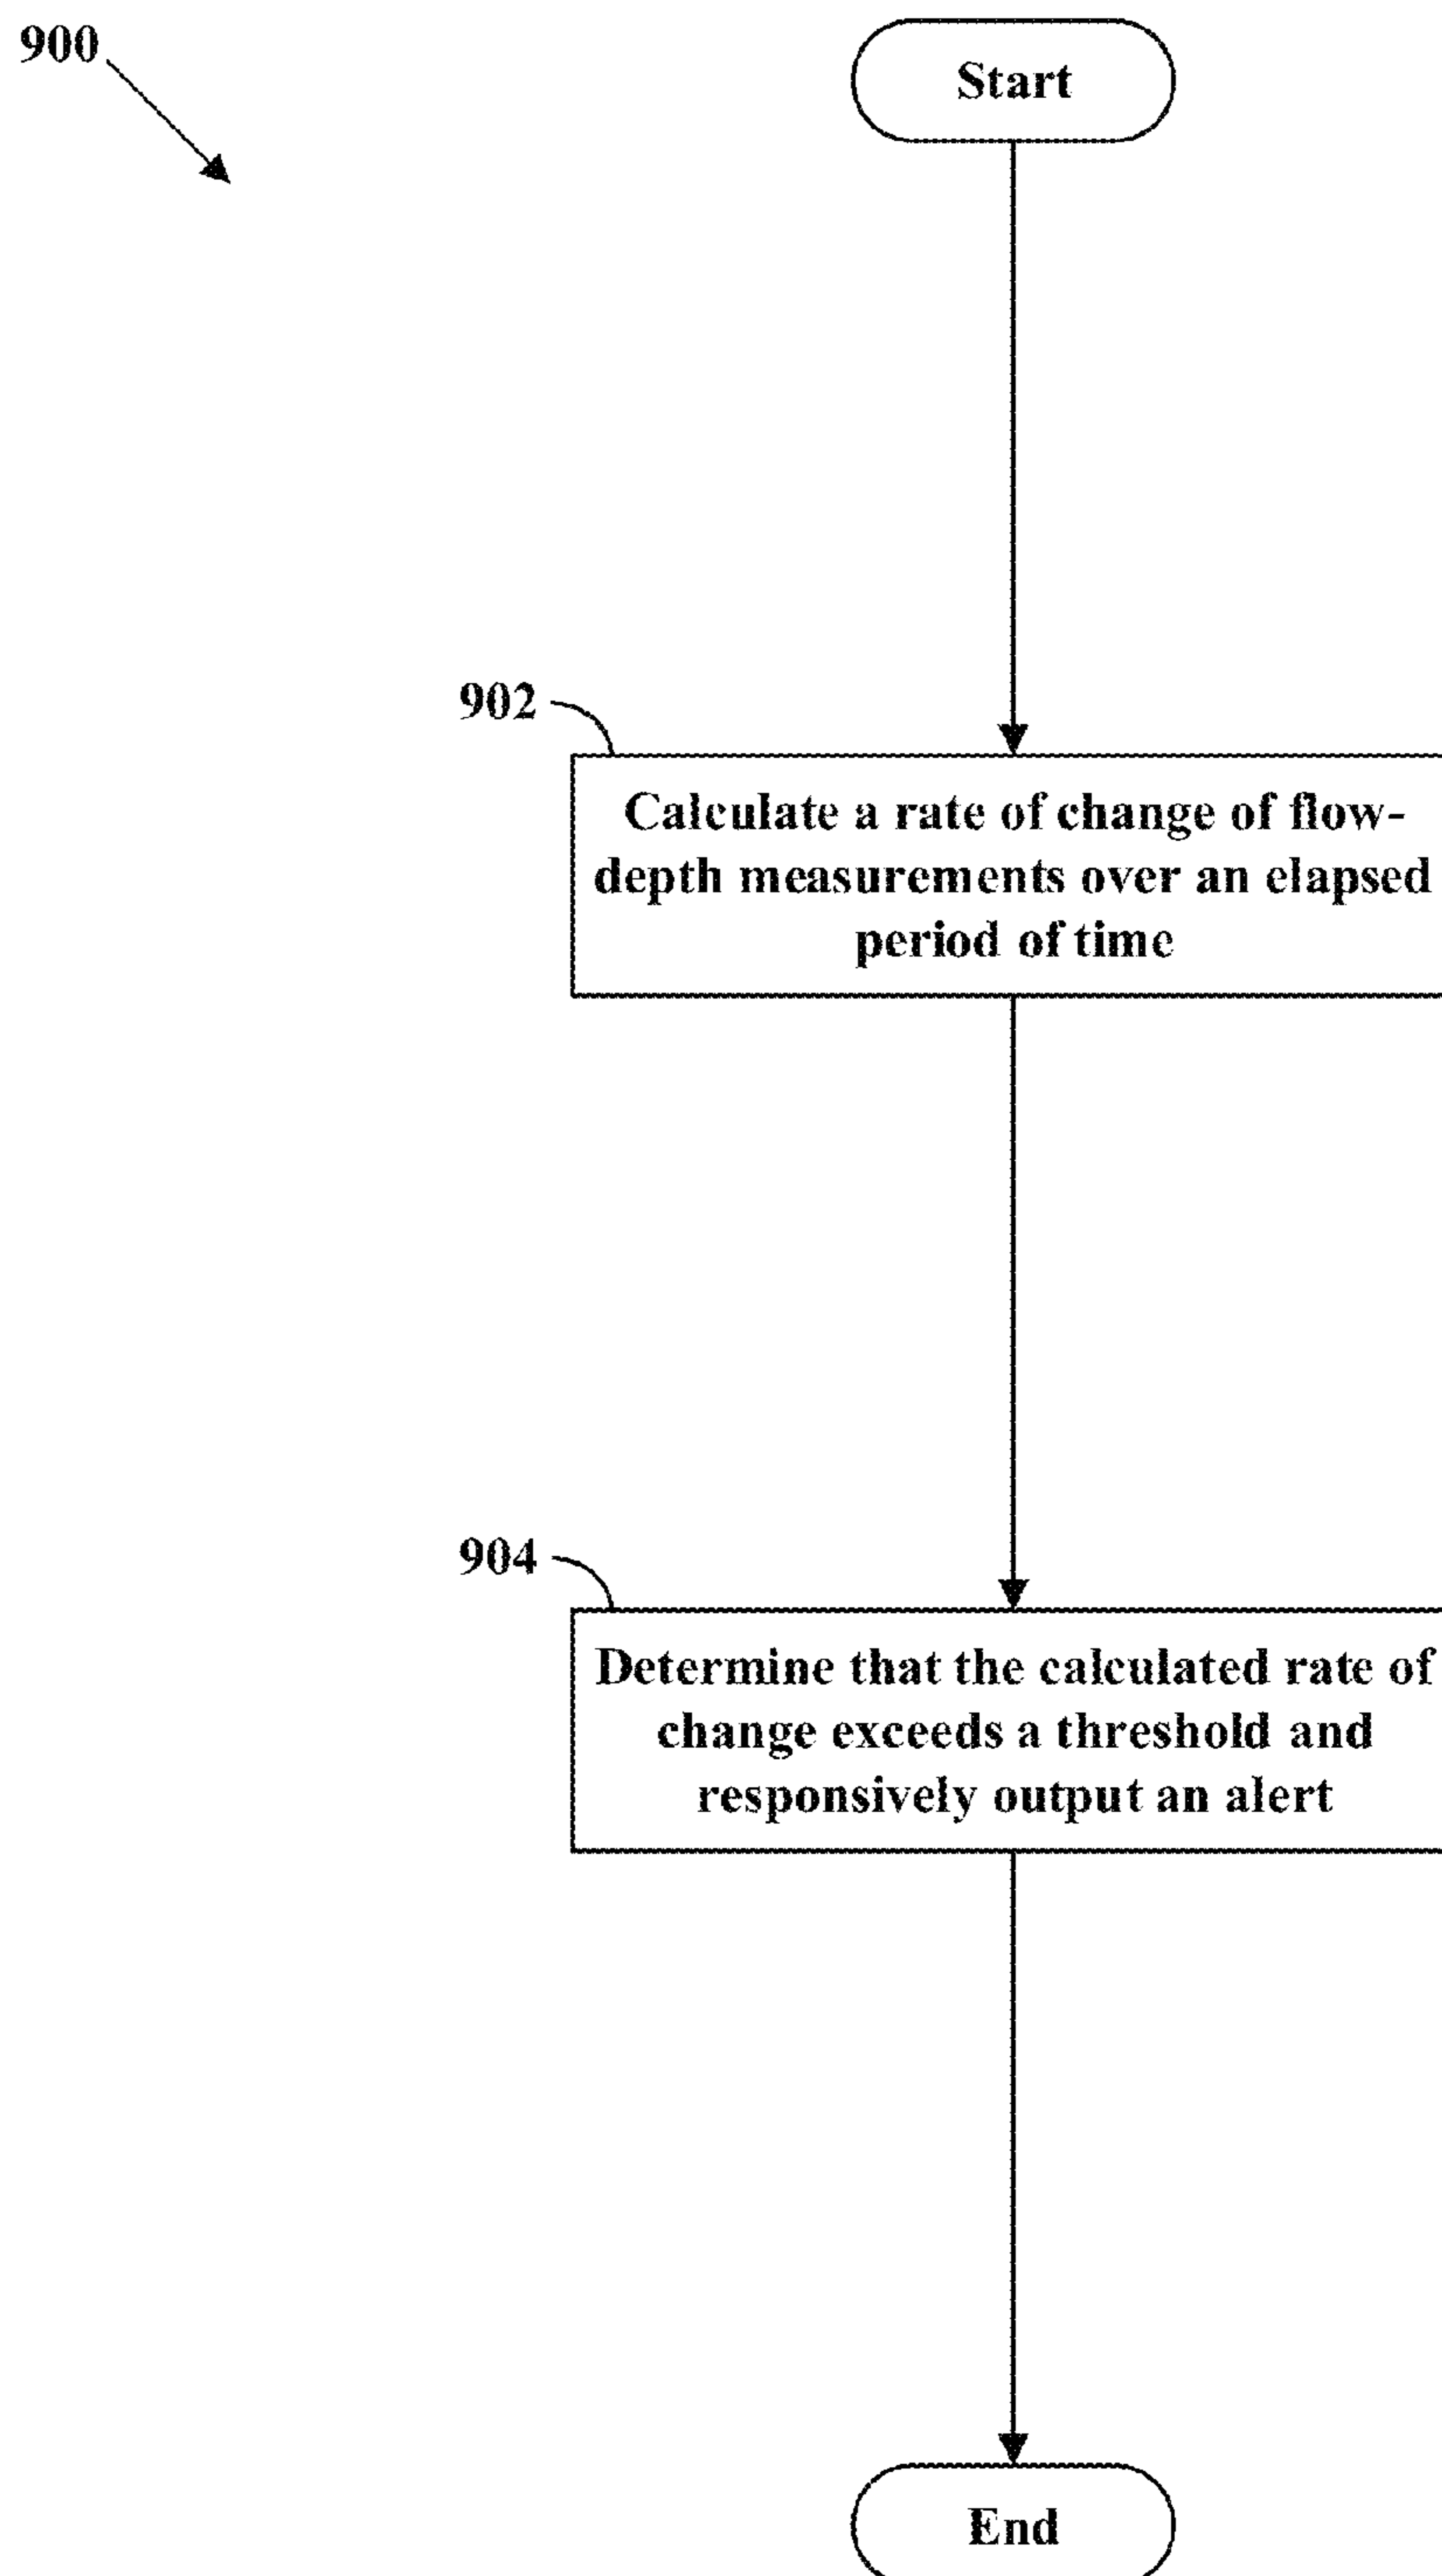 900
Start
902
Calculate a rate of change of flow-
depth measurements over an elapsed
period of time
904
Determine that the calculated rate of
change exceeds a threshold and
responsively output an alert
End